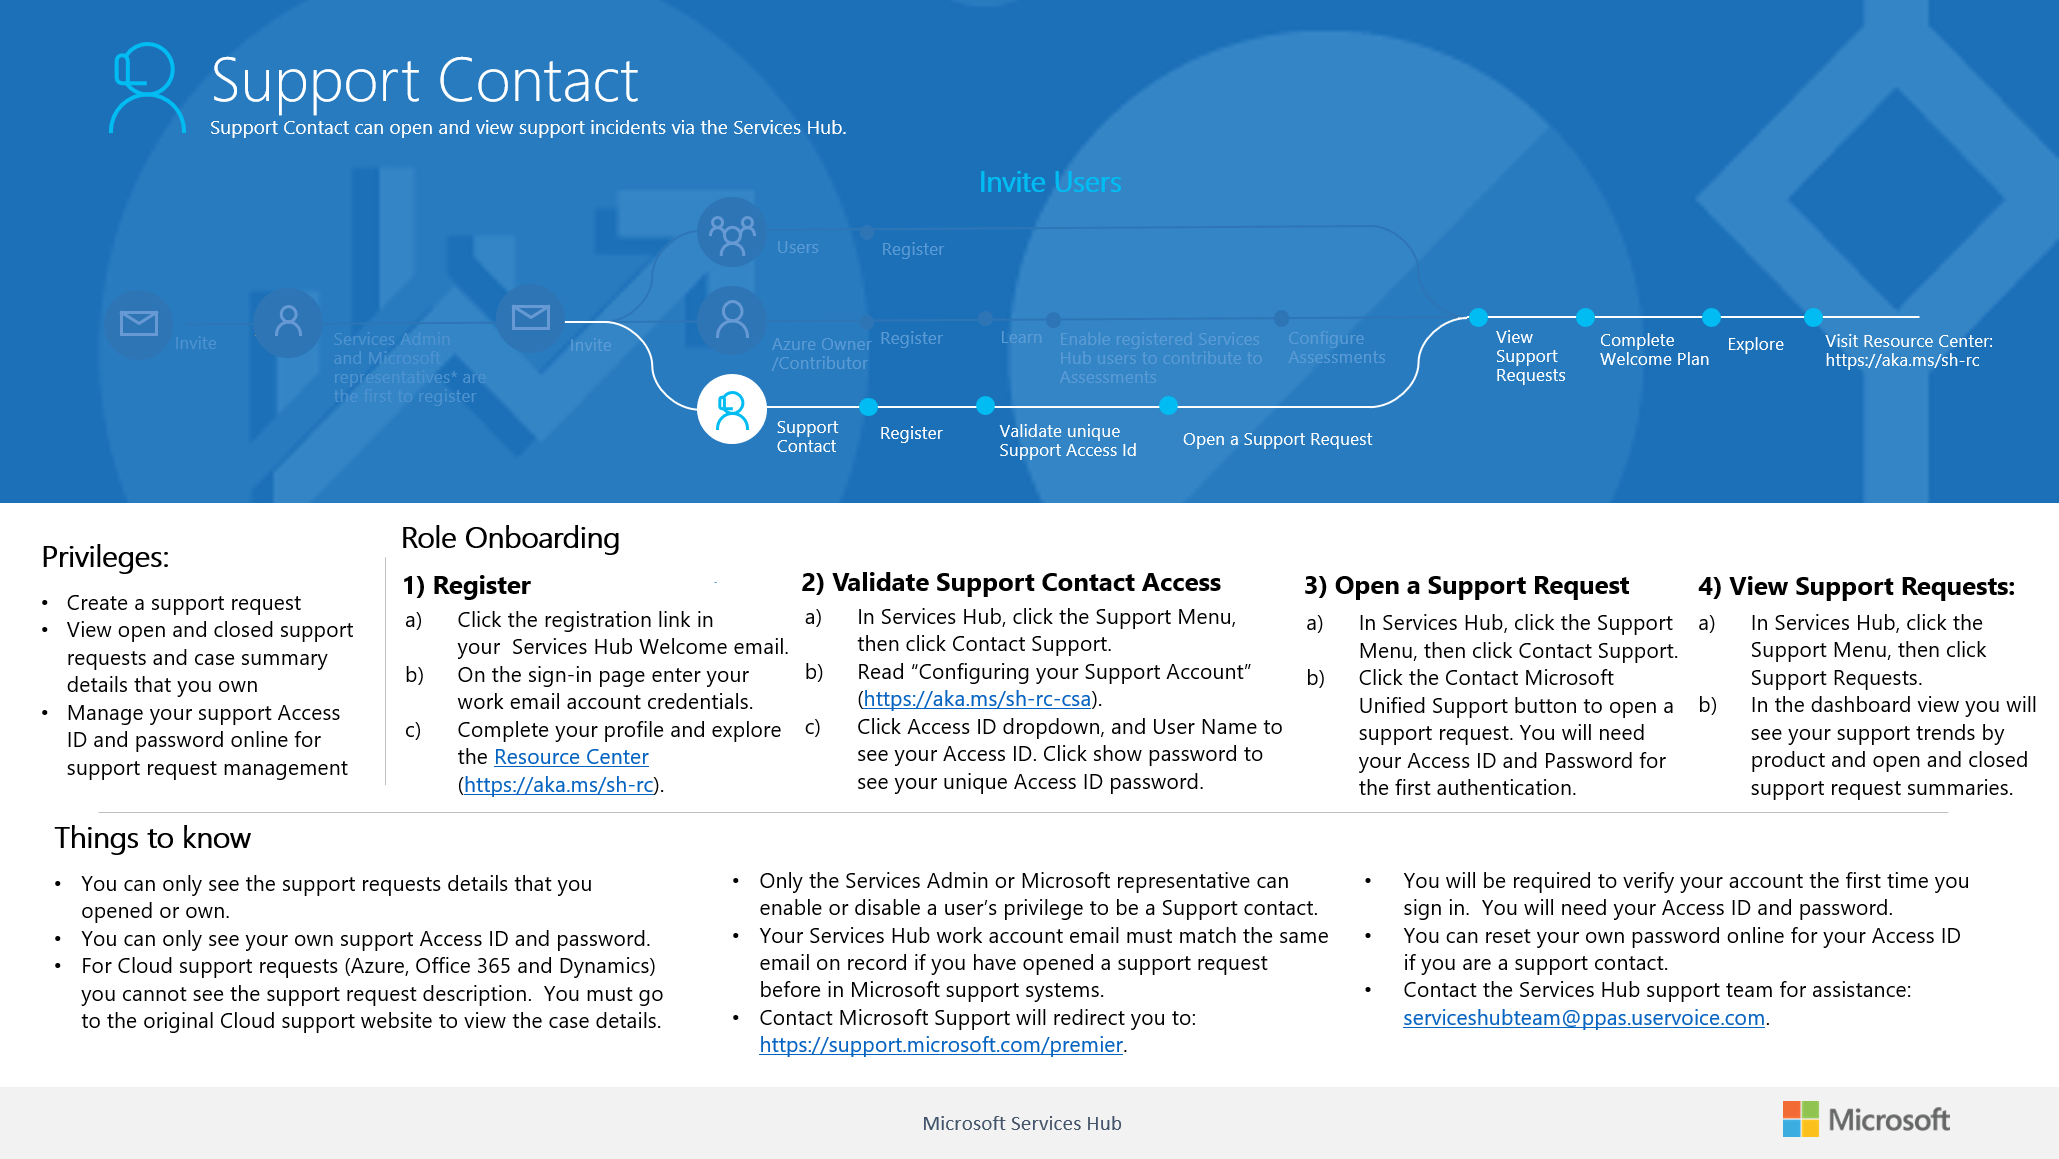 Support Contact
Support Contact can open and view support incidents via the Services Hub.
Invite Users
Users
Register
Invite
Services Admin
and Microsoft
representatives* are
the first to register
Invite
Azure Owner
/Contributor
Register
Learn
Enable registered Services
Hub users to contribute to
Assessments
Configure
Assessments
Support
Contact
Register
Validate unique
Support Access Id
Open a Support Request
View
Support
Requests
Complete
Welcome Plan
Explore
Visit Resource Center:
https://aka.ms/sh-rc
Privileges:
• Create a support request
• View open and closed support
requests and case summary
details that you own
• Manage your support Access
ID and password online for
support request management
Role Onboarding
1) Register
a) Click the registration link in
your  Services Hub Welcome email.
b) On the sign-in page enter your
work email account credentials.
c) Complete your profile and explore
the Resource Center
(https://aka.ms/sh-rc).
2) Validate Support Contact Access
a) In Services Hub, click the Support Menu,
then click Contact Support.
b) Read “Configuring your Support Account”
(https://aka.ms/sh-rc-csa).
c) Click Access ID dropdown, and User Name to
see your Access ID. Click show password to
see your unique Access ID password.
3) Open a Support Request
a) In Services Hub, click the Support
Menu, then click Contact Support.
b) Click the Contact Microsoft
Unified Support button to open a
support request. You will need
your Access ID and Password for
the first authentication.
4) View Support Requests:
a) In Services Hub, click the
Support Menu, then click
Support Requests.
b) In the dashboard view you will
see your support trends by
product and open and closed
support request summaries.
Things to know
• You can only see the support requests details that you
opened or own.
• You can only see your own support Access ID and password.
• For Cloud support requests (Azure, Office 365 and Dynamics)
you cannot see the support request description.  You must go
to the original Cloud support website to view the case details.
• Only the Services Admin or Microsoft representative can
enable or disable a user’s privilege to be a Support contact.
• Your Services Hub work account email must match the same
email on record if you have opened a support request
before in Microsoft support systems.
• Contact Microsoft Support will redirect you to:
https://support.microsoft.com/premier.
• You will be required to verify your account the first time you
sign in.  You will need your Access ID and password.
• You can reset your own password online for your Access ID
if you are a support contact.
• Contact the Services Hub support team for assistance:
serviceshubteam@ppas.uservoice.com.
Microsoft Services Hub
Microsoft